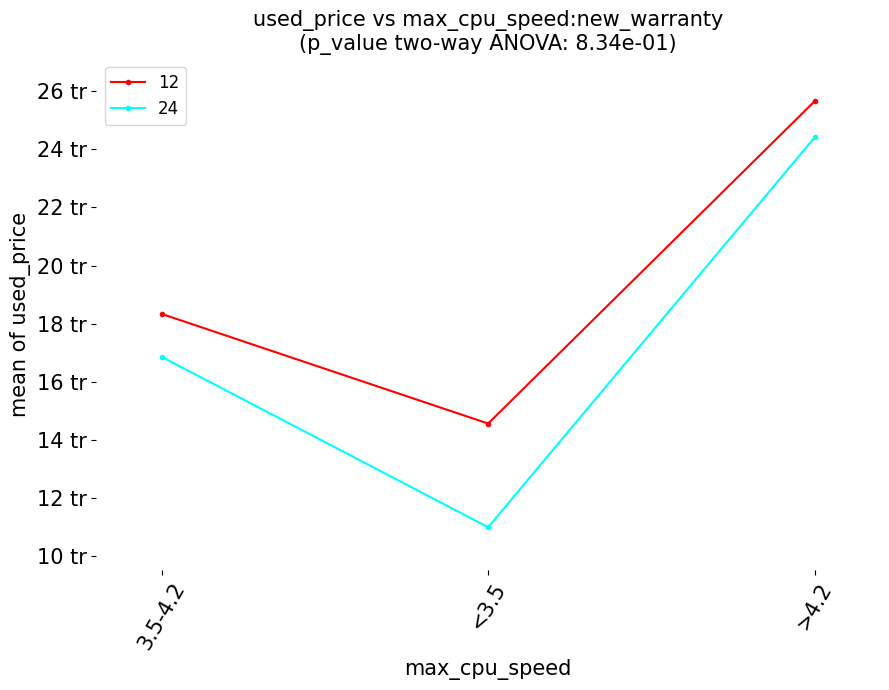 used_price vs max_cpu_speed:new_warranty
(p_value two-way ANOVA: 8.34e-01)
12
24
26 tr
24 tr
22 tr
20 tr
18 tr
16 tr
14 tr
12 tr
10 tr
mean of used_price
3.5-4.2
<3.5
>4.2
max_cpu_speed